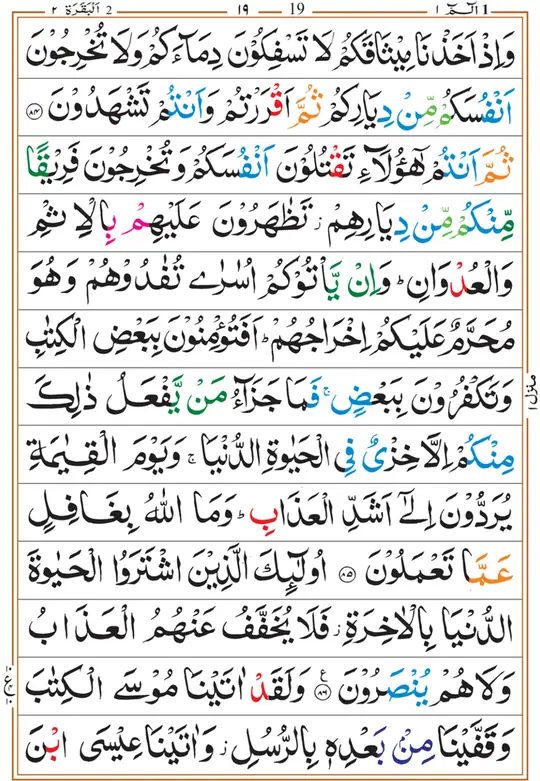 الٓمّٓ ١ 1 19 ١٩ اَلْبَقَرَة ٢ 2
وَاِذْ اَخَذْنَا مِيْثَاقَكُمْ لَا تَسْفِكُوْنَ دِمَآءَكُمْ وَلَا تُخْرِجُوْنَ
اَنْفُسَكُمْ مِّنْ دِيَارِكُمْ ثُمَّ اَقْرَرْتُمْ وَاَنْتُمْ تَشْهَدُوْنَ ۝٨٤
ثُمَّ اَنْتُمْ هٰٓؤُلَآءِ تَقْتُلُوْنَ اَنْفُسَكُمْ وَتُخْرِجُوْنَ فَرِيْقًا
مِّنْكُمْ مِّنْ دِيَارِهِمْ ز تَظٰهَرُوْنَ عَلَيْهِمْ بِالْاِثْمِ
وَالْعُدْوَانِ ؕ وَاِنْ يَّاْتُوْكُمْ اُسٰرٰى تُفٰدُوْهُمْ وَهُوَ
مُحَرَّمٌ عَلَيْكُمْ اِخْرَاجُهُمْ ؕ اَفَتُؤْمِنُوْنَ بِبَعْضِ الْكِتٰبِ
وَتَكْفُرُوْنَ بِبَعْضٍ ۚ فَمَا جَزَآءُ مَنْ يَّفْعَلُ ذٰلِكَ
مِنْكُمْ اِلَّا خِزْىٌ فِى الْحَيٰوةِ الدُّنْيَا ۚ وَيَوْمَ الْقِيٰمَةِ
يُرَدُّوْنَ اِلٰٓى اَشَدِّ الْعَذَابِ ؕ وَمَا اللّٰهُ بِغَافِلٍ
عَمَّا تَعْمَلُوْنَ ۝٨٥ اُولٰٓئِكَ الَّذِيْنَ اشْتَرَوُا الْحَيٰوةَ
الدُّنْيَا بِالْاٰخِرَةِ ز فَلَا يُخَفَّفُ عَنْهُمُ الْعَذَابُ
وَلَا هُمْ يُنْصَرُوْنَ ۝٨٦ ع وَلَقَدْ اٰتَيْنَا مُوْسَى الْكِتٰبَ
وَقَفَّيْنَا مِنْۢ بَعْدِهٖ بِالرُّسُلِ ز وَاٰتَيْنَا عِيْسَى ابْنَ
منزل ١